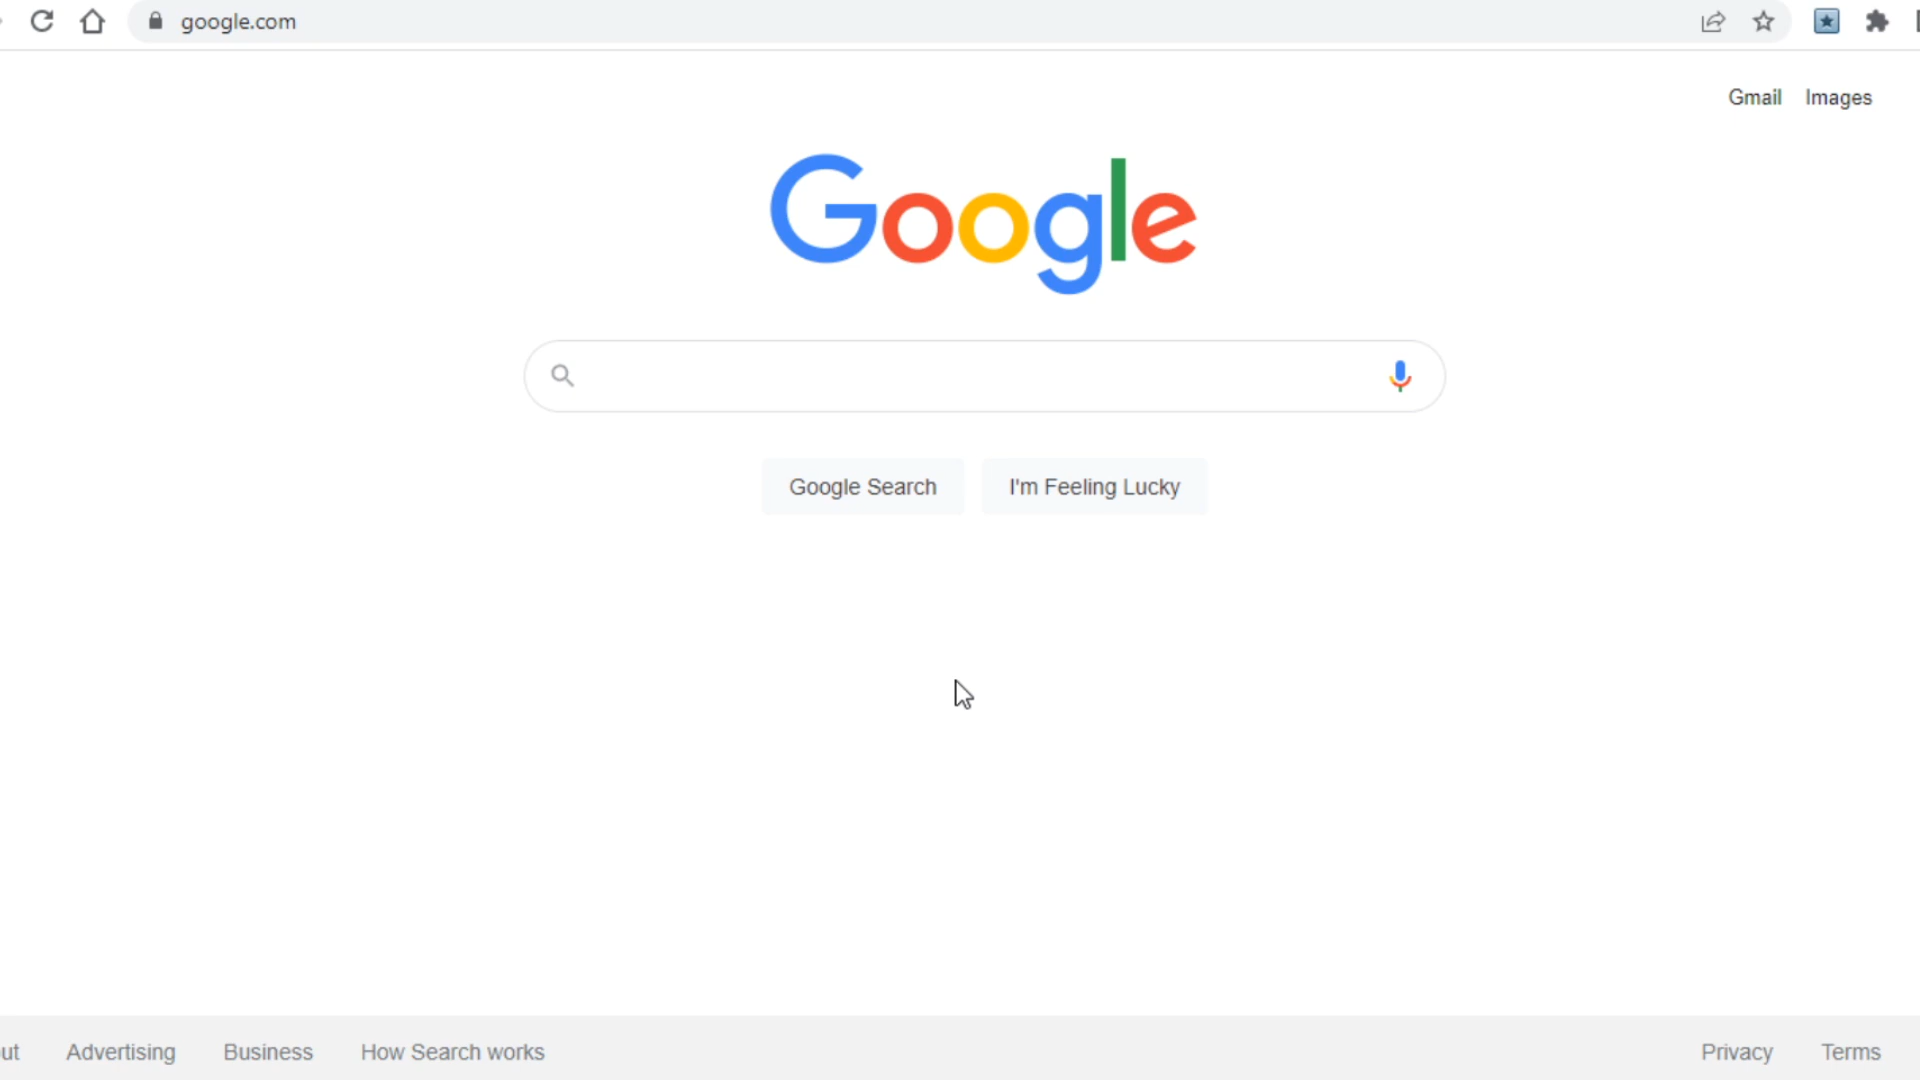 google.com
Gmail Images
Google
Google Search I'm Feeling Lucky
ut Advertising Business How Search works Privacy Terms